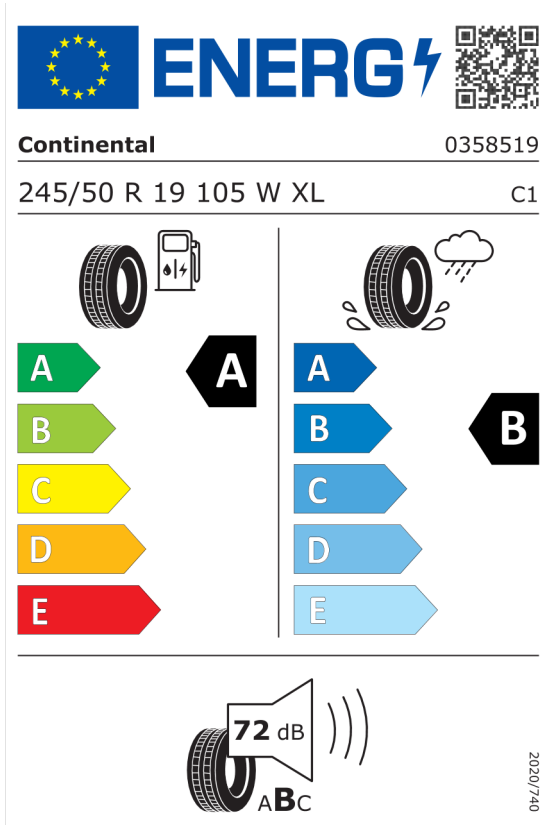 ENERG
Continental 0358519
245/50 R 19 105 W XL C1
A A A
B B B
C C
D D
E E
72 dB
ABC
2020/740